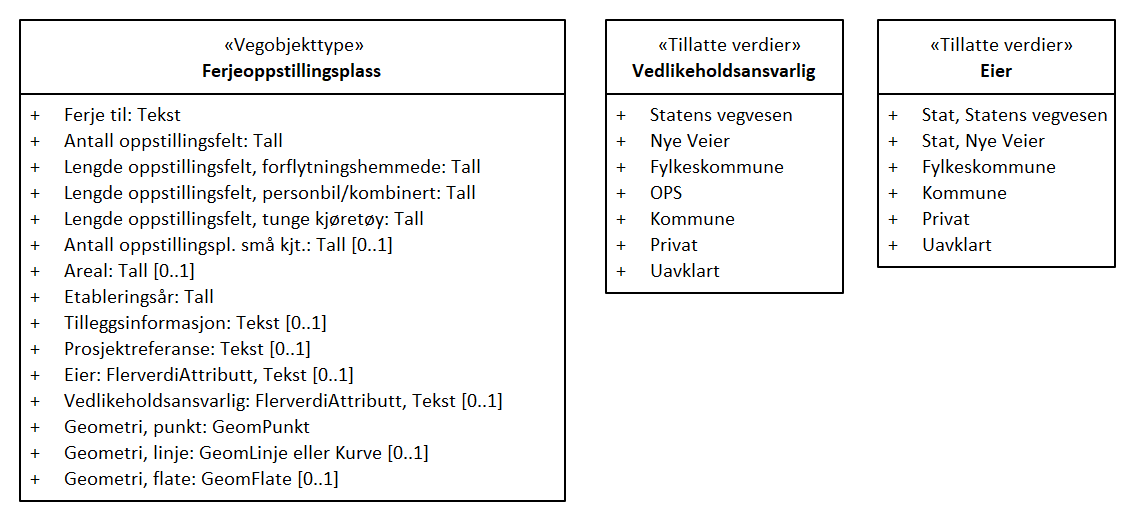 «Vegobjekttype»
Ferjeoppstillingsplass
+ Ferje til: Tekst
+ Antall oppstillingsfelt: Tall
+ Lengde oppstillingsfelt, forflytningshemmede: Tall
+ Lengde oppstillingsfelt, personbil/kombinert: Tall
+ Lengde oppstillingsfelt, tunge kjøretøy: Tall
+ Antall oppstillingspl. små kjt.: Tall [0..1]
+ Areal: Tall [0..1]
+ Etableringsår: Tall
+ Tilleggsinformasjon: Tekst [0..1]
+ Prosjektreferanse: Tekst [0..1]
+ Eier: FlerverdiAttributt, Tekst [0..1]
+ Vedlikeholdsansvarlig: FlerverdiAttributt, Tekst [0..1]
+ Geometri, punkt: GeomPunkt
+ Geometri, linje: GeomLinje eller Kurve [0..1]
+ Geometri, flate: GeomFlate [0..1]
«Tillatte verdier»
Vedlikeholdsansvarlig
+ Statens vegvesen
+ Nye Veier
+ Fylkeskommune
+ OPS
+ Kommune
+ Privat
+ Uavklart
«Tillatte verdier»
Eier
+ Stat, Statens vegvesen
+ Stat, Nye Veier
+ Fylkeskommune
+ Kommune
+ Privat
+ Uavklart